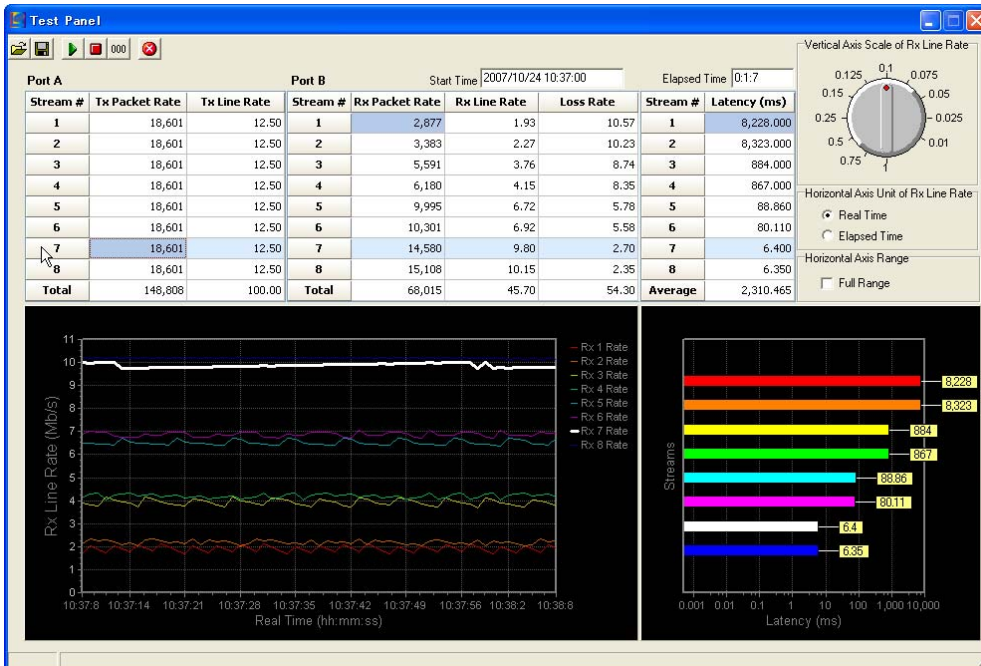 Test Panel
000
Port A
Port B
Start Time 2007/10/24 10:37:00
Elapsed Time 0:1:7
Stream # Tx Packet Rate Tx Line Rate Stream # Rx Packet Rate Rx Line Rate Loss Rate Stream # Latency (ms)
1 18,601 12.50 1 2,877 1.93 10.57 1 8,228.000
2 18,601 12.50 2 3,383 2.27 10.23 2 8,323.000
3 18,601 12.50 3 5,591 3.76 8.74 3 884.000
4 18,601 12.50 4 6,180 4.15 8.35 4 867.000
5 18,601 12.50 5 9,995 6.72 5.78 5 88.860
6 18,601 12.50 6 10,301 6.92 5.58 6 80.110
7 18,601 12.50 7 14,580 9.80 2.70 7 6.400
8 18,601 12.50 8 15,108 10.15 2.35 8 6.350
Total 148,808 100.00 Total 68,015 45.70 54.30 Average 2,310.465
Vertical Axis Scale of Rx Line Rate
0.1
0.125 0.075
0.15 0.05
0.25 0.025
0.5 0.01
0.75 1
Horizontal Axis Unit of Rx Line Rate
Real Time
Elapsed Time
Horizontal Axis Range
Full Range
Rx Line Rate (Mb/s)
11
10
9
8
7
6
5
4
3
2
1
0
10:37:8 10:37:14 10:37:21 10:37:28 10:37:35 10:37:42 10:37:49 10:37:56 10:38:2 10:38:8
Real Time (hh:mm:ss)
Rx 1 Rate
Rx 2 Rate
Rx 3 Rate
Rx 4 Rate
Rx 5 Rate
Rx 6 Rate
Rx 7 Rate
Rx 8 Rate
Streams
8,228
8,323
884
867
88.86
80.11
6.4
6.35
0.001 0.01 0.1 1 10 100 1,000 10,000
Latency (ms)